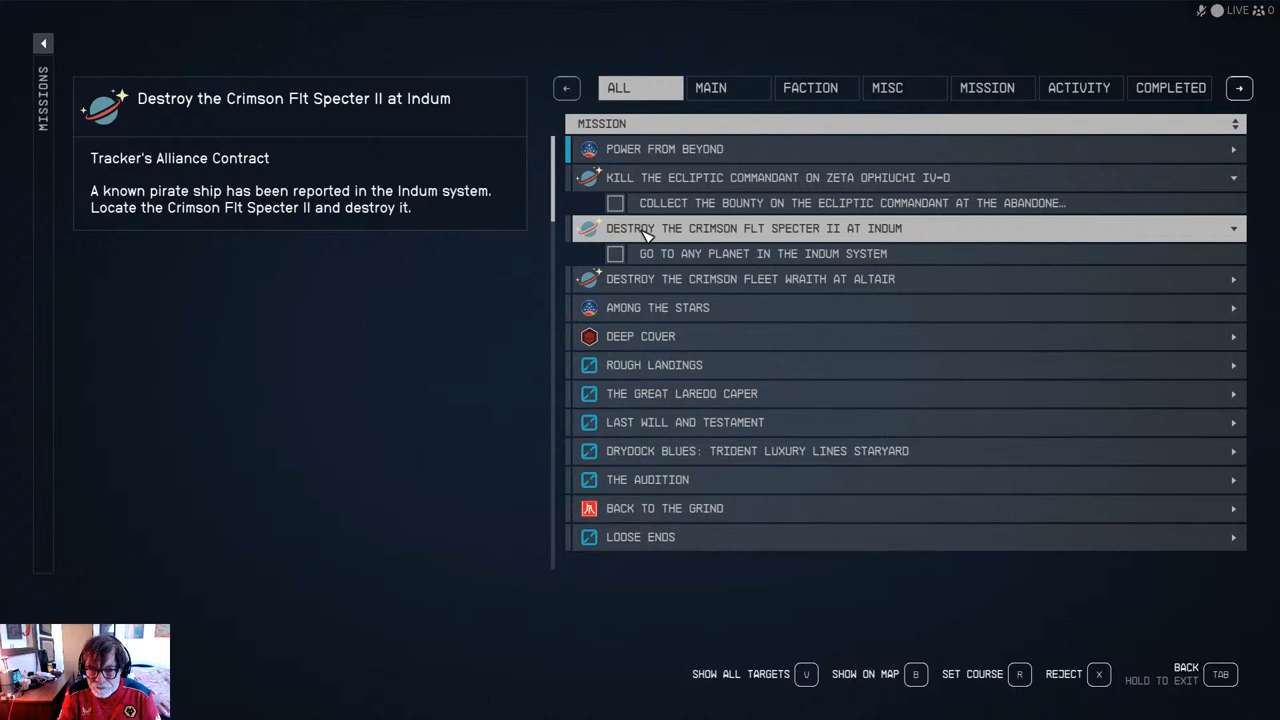 LIVE 0
MISSIONS
Destroy the Crimson Flt Specter II at Indum
Tracker's Alliance Contract
A known pirate ship has been reported in the Indum system.
Locate the Crimson Flt Specter II and destroy it.
ALL MAIN FACTION MISC MISSION ACTIVITY COMPLETED
MISSION
POWER FROM BEYOND
KILL THE ECLIPTIC COMMANDANT ON ZETA OPHIUCHI IV-D
COLLECT THE BOUNTY ON THE ECLIPTIC COMMANDANT AT THE ABANDONE…
DESTROY THE CRIMSON FLT SPECTER II AT INDUM
GO TO ANY PLANET IN THE INDUM SYSTEM
DESTROY THE CRIMSON FLEET WRAITH AT ALTAIR
AMONG THE STARS
DEEP COVER
ROUGH LANDINGS
THE GREAT LAREDO CAPER
LAST WILL AND TESTAMENT
DRYDOCK BLUES: TRIDENT LUXURY LINES STARYARD
THE AUDITION
BACK TO THE GRIND
LOOSE ENDS
SHOW ALL TARGETS V SHOW ON MAP B SET COURSE R REJECT X BACK TAB
HOLD TO EXIT